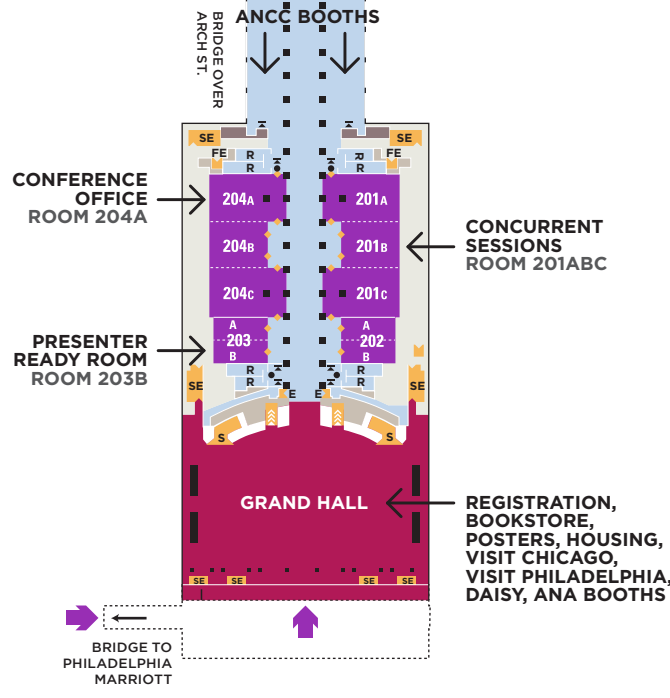 ANCC BOOTHS
BRIDGE OVER
ARCH ST.
SE
SE
FE
R
R
R
R
FE
CONFERENCE
OFFICE
ROOM 204A
204A
201A
204B
201B
CONCURRENT
SESSIONS
ROOM 201ABC
204C
201C
PRESENTER
READY ROOM
ROOM 203B
A
203
B
A
202
B
R
R
R
R
SE
E
E
SE
S
S
GRAND HALL
REGISTRATION,
BOOKSTORE,
POSTERS, HOUSING,
VISIT CHICAGO,
VISIT PHILADELPHIA,
DAISY, ANA BOOTHS
SE
SE
SE
SE
BRIDGE TO
PHILADELPHIA
MARRIOTT